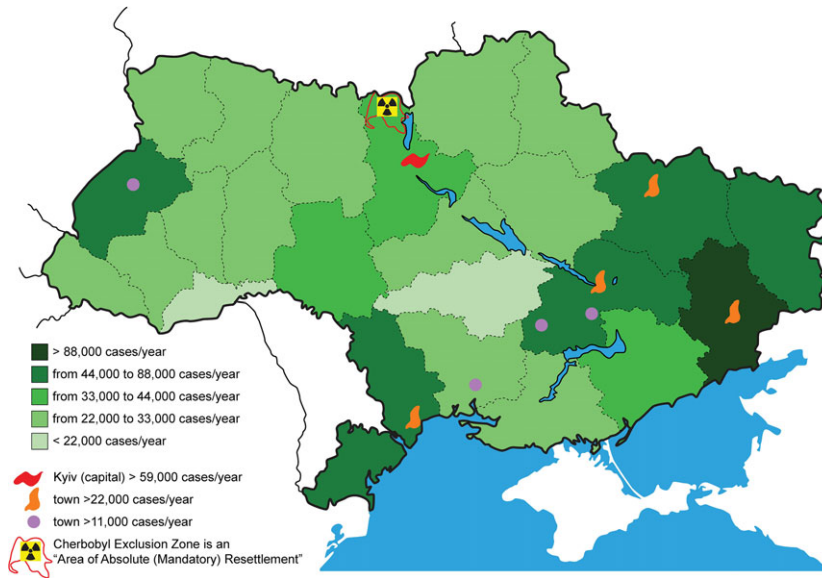 > 88,000 cases/year
from 44,000 to 88,000 cases/year
from 33,000 to 44,000 cases/year
from 22,000 to 33,000 cases/year
< 22,000 cases/year
Kyiv (capital) > 59,000 cases/year
town >22,000 cases/year
town >11,000 cases/year
Cherbobyl Exclusion Zone is an
“Area of Absolute (Mandatory) Resettlement”